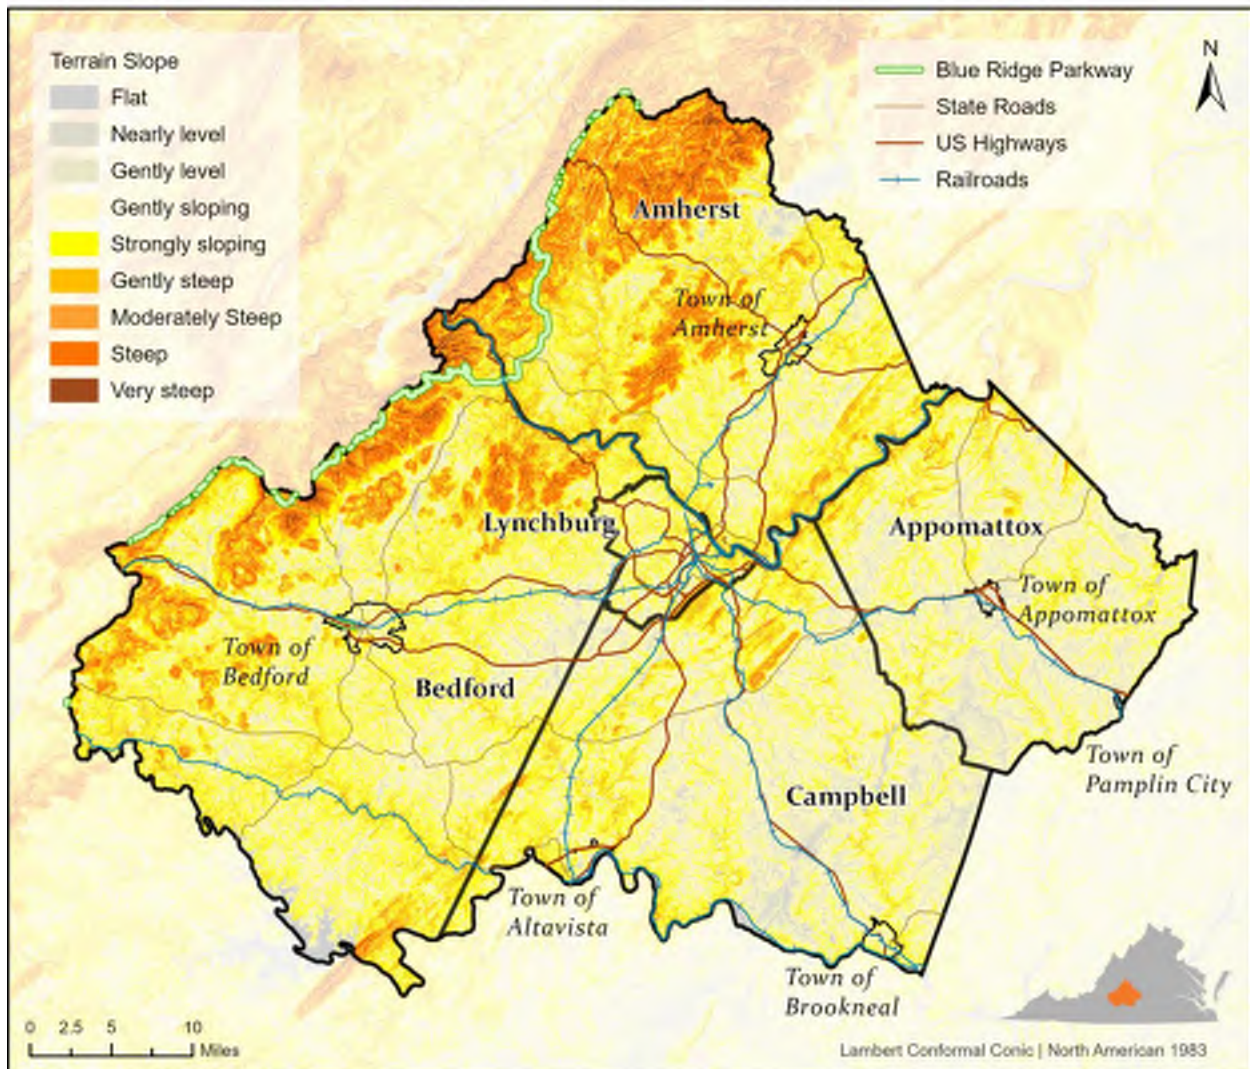 Terrain Slope
Flat
Nearly level
Gently level
Gently sloping
Strongly sloping
Gently steep
Moderately Steep
Steep
Very steep
Blue Ridge Parkway
State Roads
US Highways
Railroads
N
Amherst
Town of
Amherst
Lynchburg
Appomattox
Town of
Appomattox
Town of
Bedford
Bedford
Town of
Pamplin City
Campbell
Town of
Altavista
Town of
Brookneal
0 2.5 5 10
Miles
Lambert Conformal Conic | North American 1983